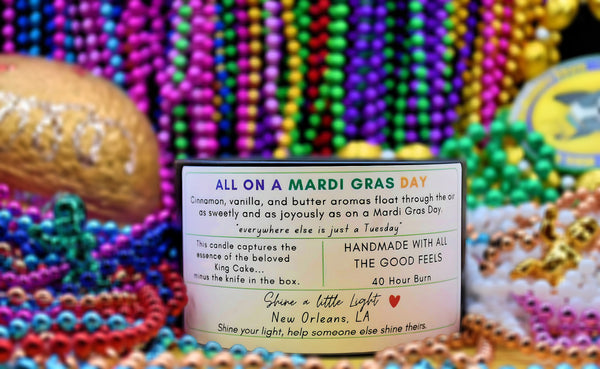 ALL ON A MARDI GRAS DAY
Cinnamon, vanilla, and butter aromas float through the or
as sweetly and as joyously as on a Mardi Gras Day.
"everywhere else is just a Tuesday"
This candle captures the
essence of the beloved
King Cake...
minus the knife in the box.
HANDMADE WITH ALL
THE GOOD FEELS
40 Hour Burn
Shine a little Light
New Orleans, LA
Shine your light, help someone else shine theirs.